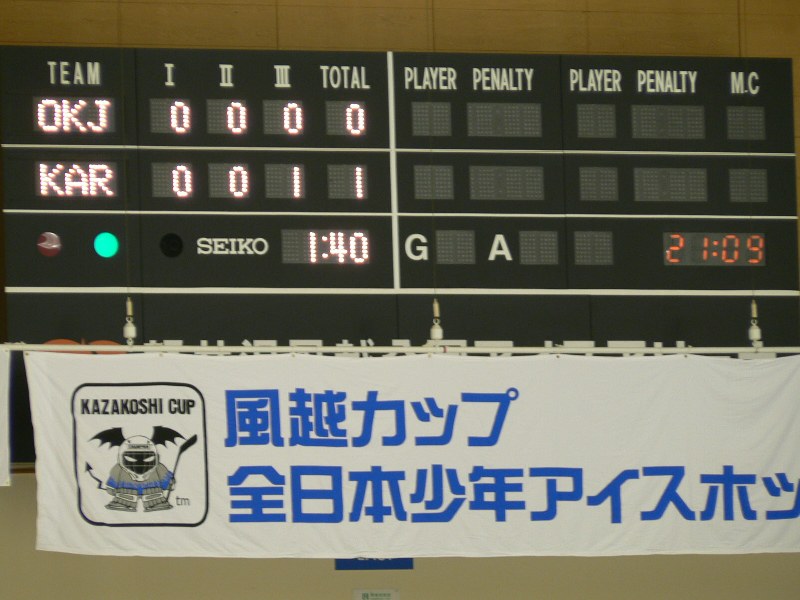 TEAM I II III TOTAL PLAYER PENALTY PLAYER PENALTY M.C
OKJ 0 0 0 0
KAR 0 0 1 1
SEIKO 1:40 G A 21:09
KAZAKOSHI CUP
tm
風越カップ
全日本少年アイスホッ